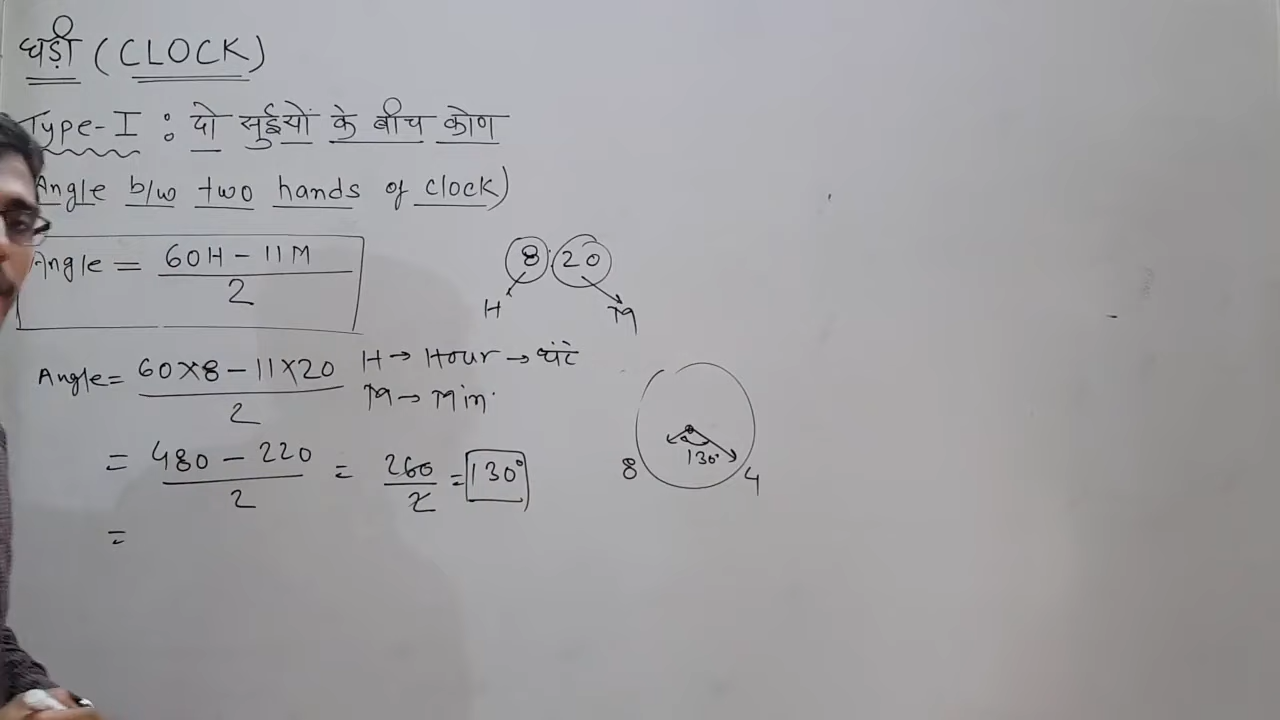 घड़ी (CLOCK)
Type-I : दो सुईयों के बीच कोण
Angle b/w two hands of clock)
Angle = 60H - 11M / 2
8:20
H M
Angle = 60×8 - 11×20 / 2
H → Hour → घंटे
M → Min.
= 480 - 220 / 2 = 260 / 2 = 130°
=
130°
8 4